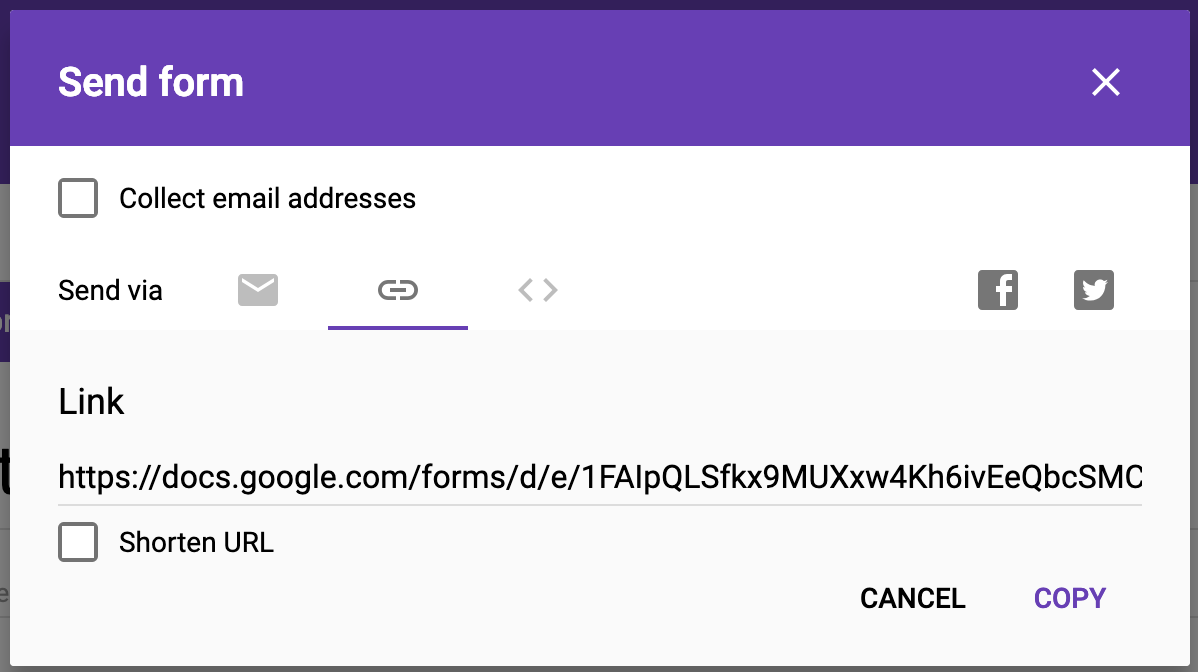 Send form
Collect email addresses
Send via
Link
https://docs.google.com/forms/d/e/1FAIpQLSfkx9MUXxw4Kh6ivEeQbcSMC
Shorten URL
CANCEL COPY